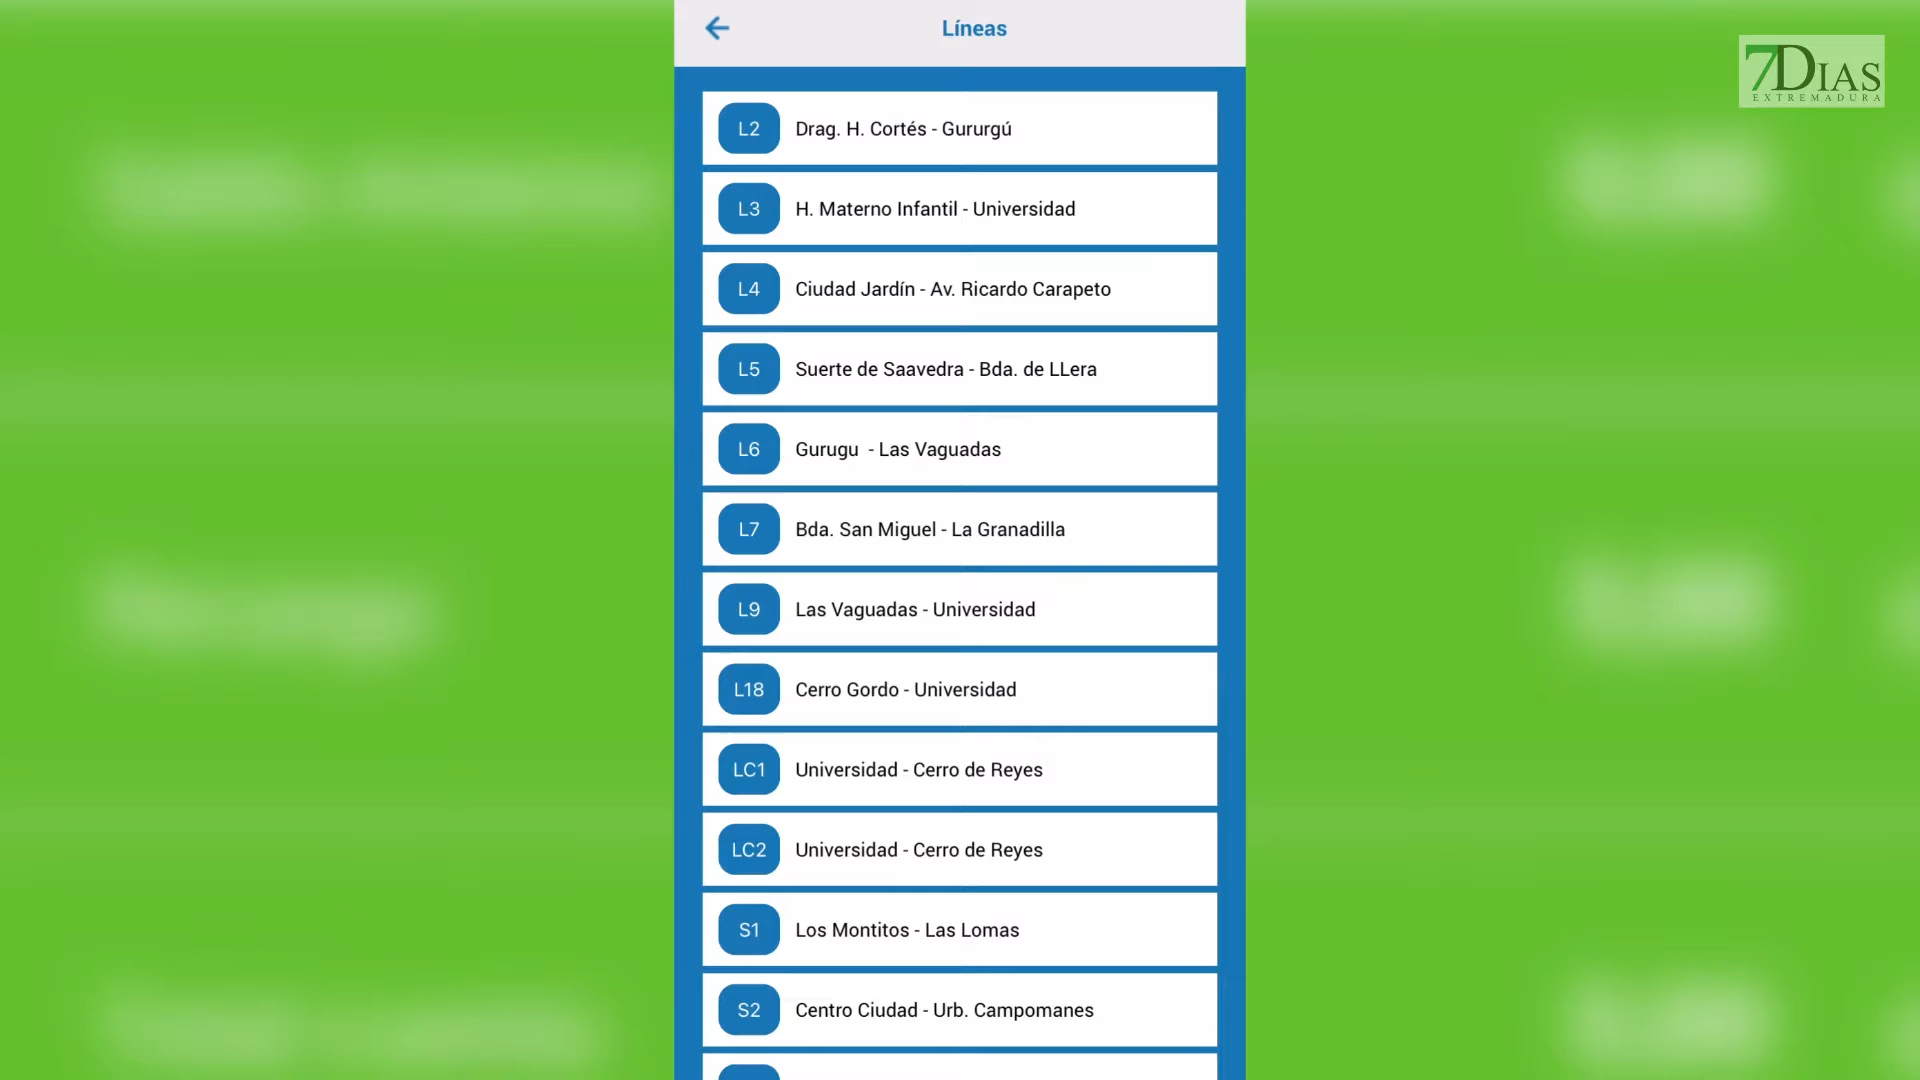 Líneas
7DIAS
EXTREMADURA
L2 Drag. H. Cortés - Gururgú
L3 H. Materno Infantil - Universidad
L4 Ciudad Jardín - Av. Ricardo Carapeto
L5 Suerte de Saavedra - Bda. de LLera
L6 Gurugu - Las Vaguadas
L7 Bda. San Miguel - La Granadilla
L9 Las Vaguadas - Universidad
L18 Cerro Gordo - Universidad
LC1 Universidad - Cerro de Reyes
LC2 Universidad - Cerro de Reyes
S1 Los Montitos - Las Lomas
S2 Centro Ciudad - Urb. Campomanes